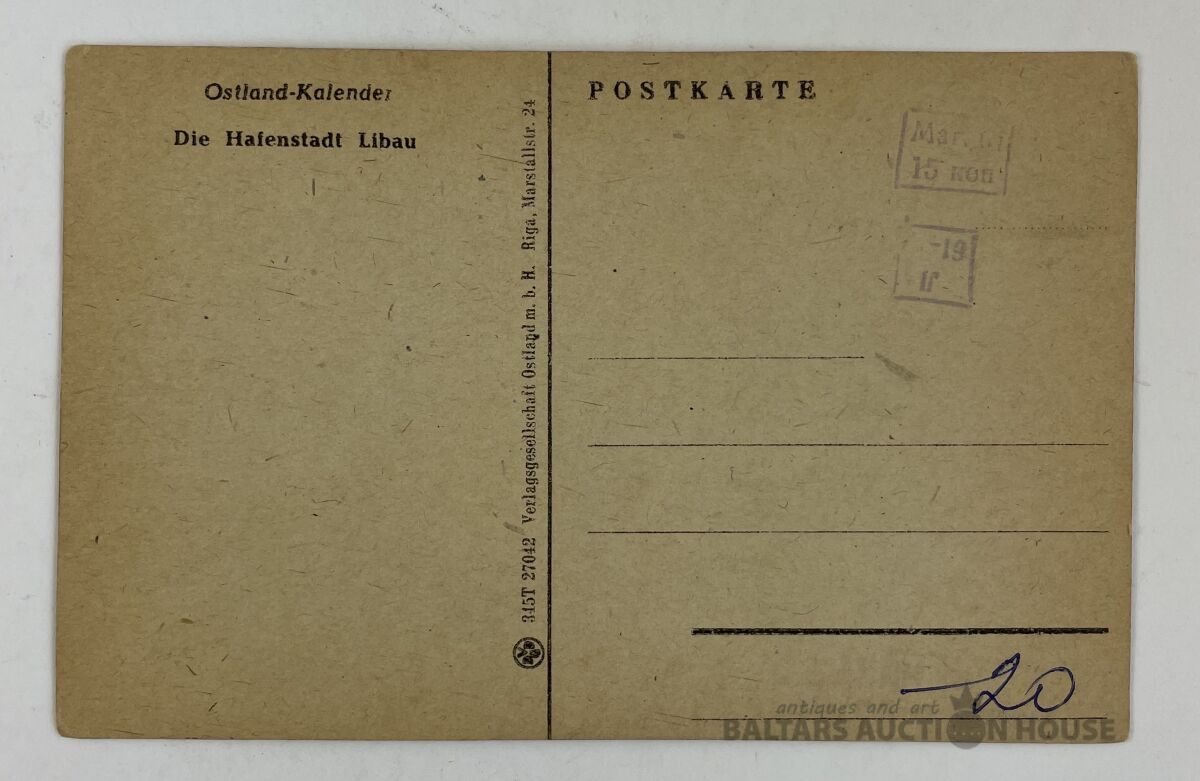 Ostland-Kalender
Die Hafenstadt Libau
345T 27042 Verlagsgesellschaft Ostland m. b. H. Riga, Marstallstr. 24
POSTKARTE
15 коп
-19
20
antiques and art
BALTARS AUCTION HOUSE